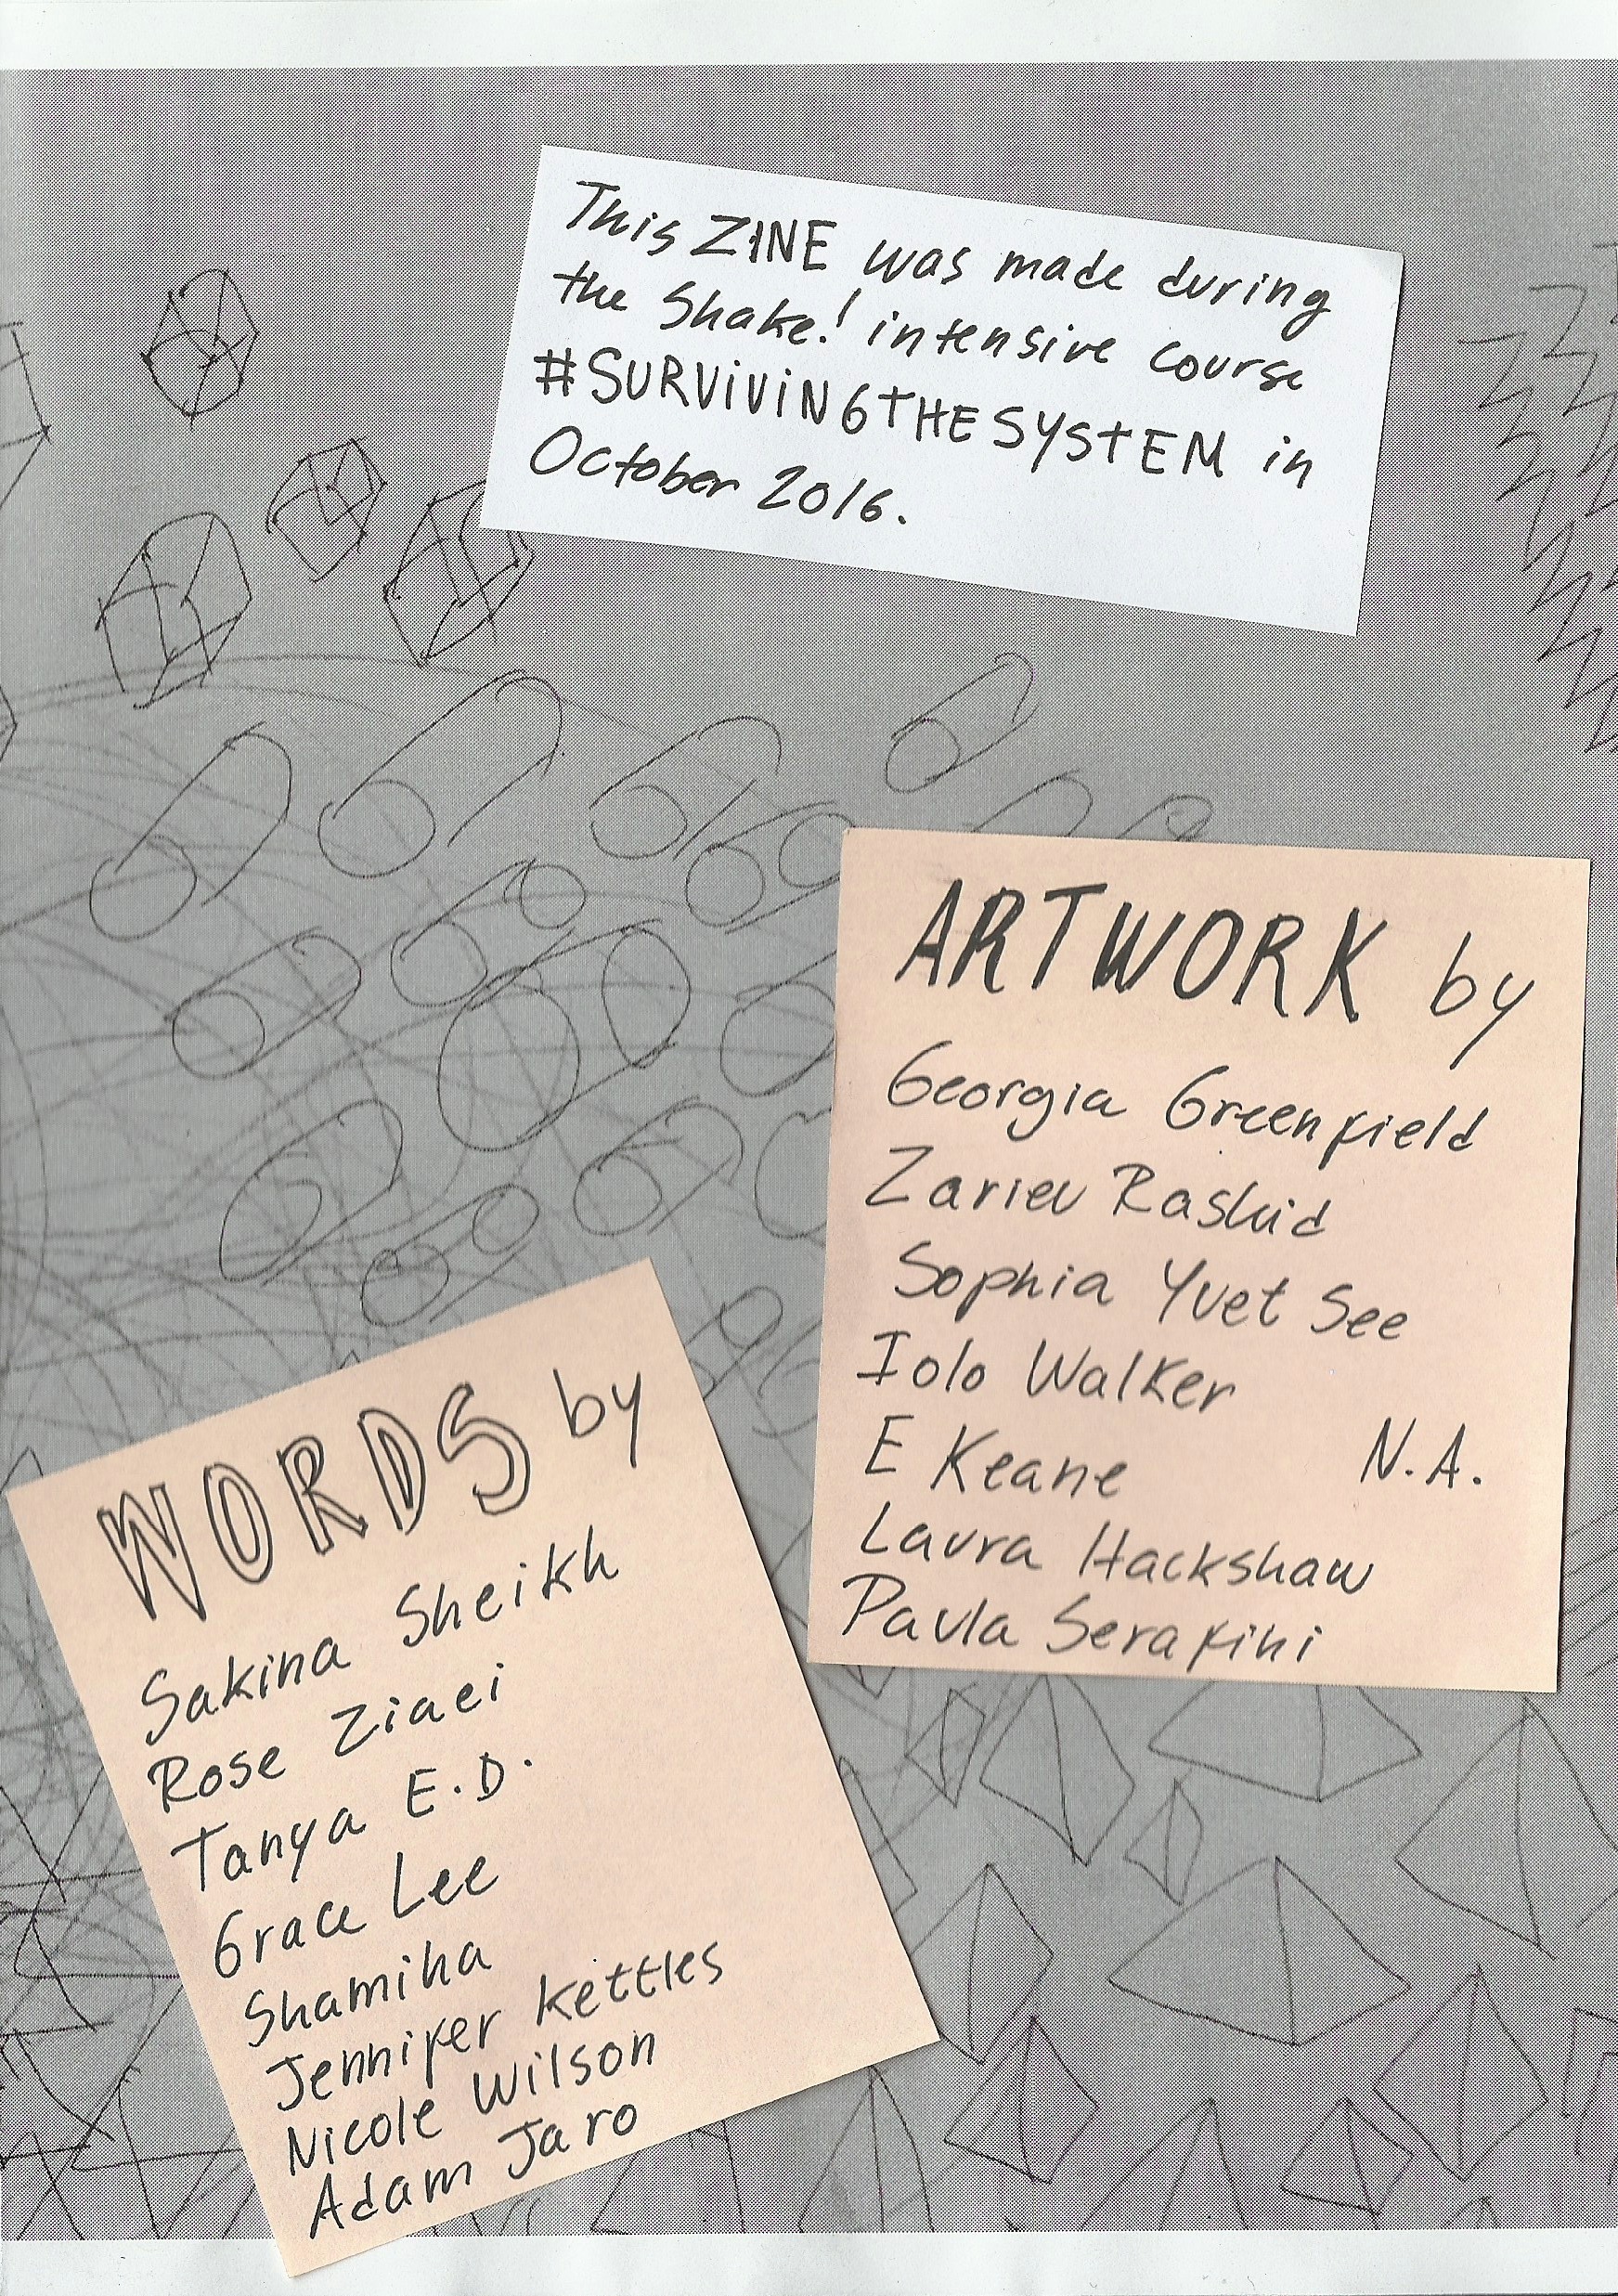 This ZINE was made during
the Shake! intensive course
#SURVIVINGTHESYSTEM in
October 2016.
ARTWORK by
Georgia Greenfield
Rashid
Sophia Yvet See
Iolo Walker
E Keane N.A.
Laura Hackshaw
Paula Serafini
WORDS by
Sakina Sheikh
Rose Ziaei
Tanya E.D.
Grace Lee
Shamiha
Jennifer Kettles
Nicole Wilson
Adam Jaro